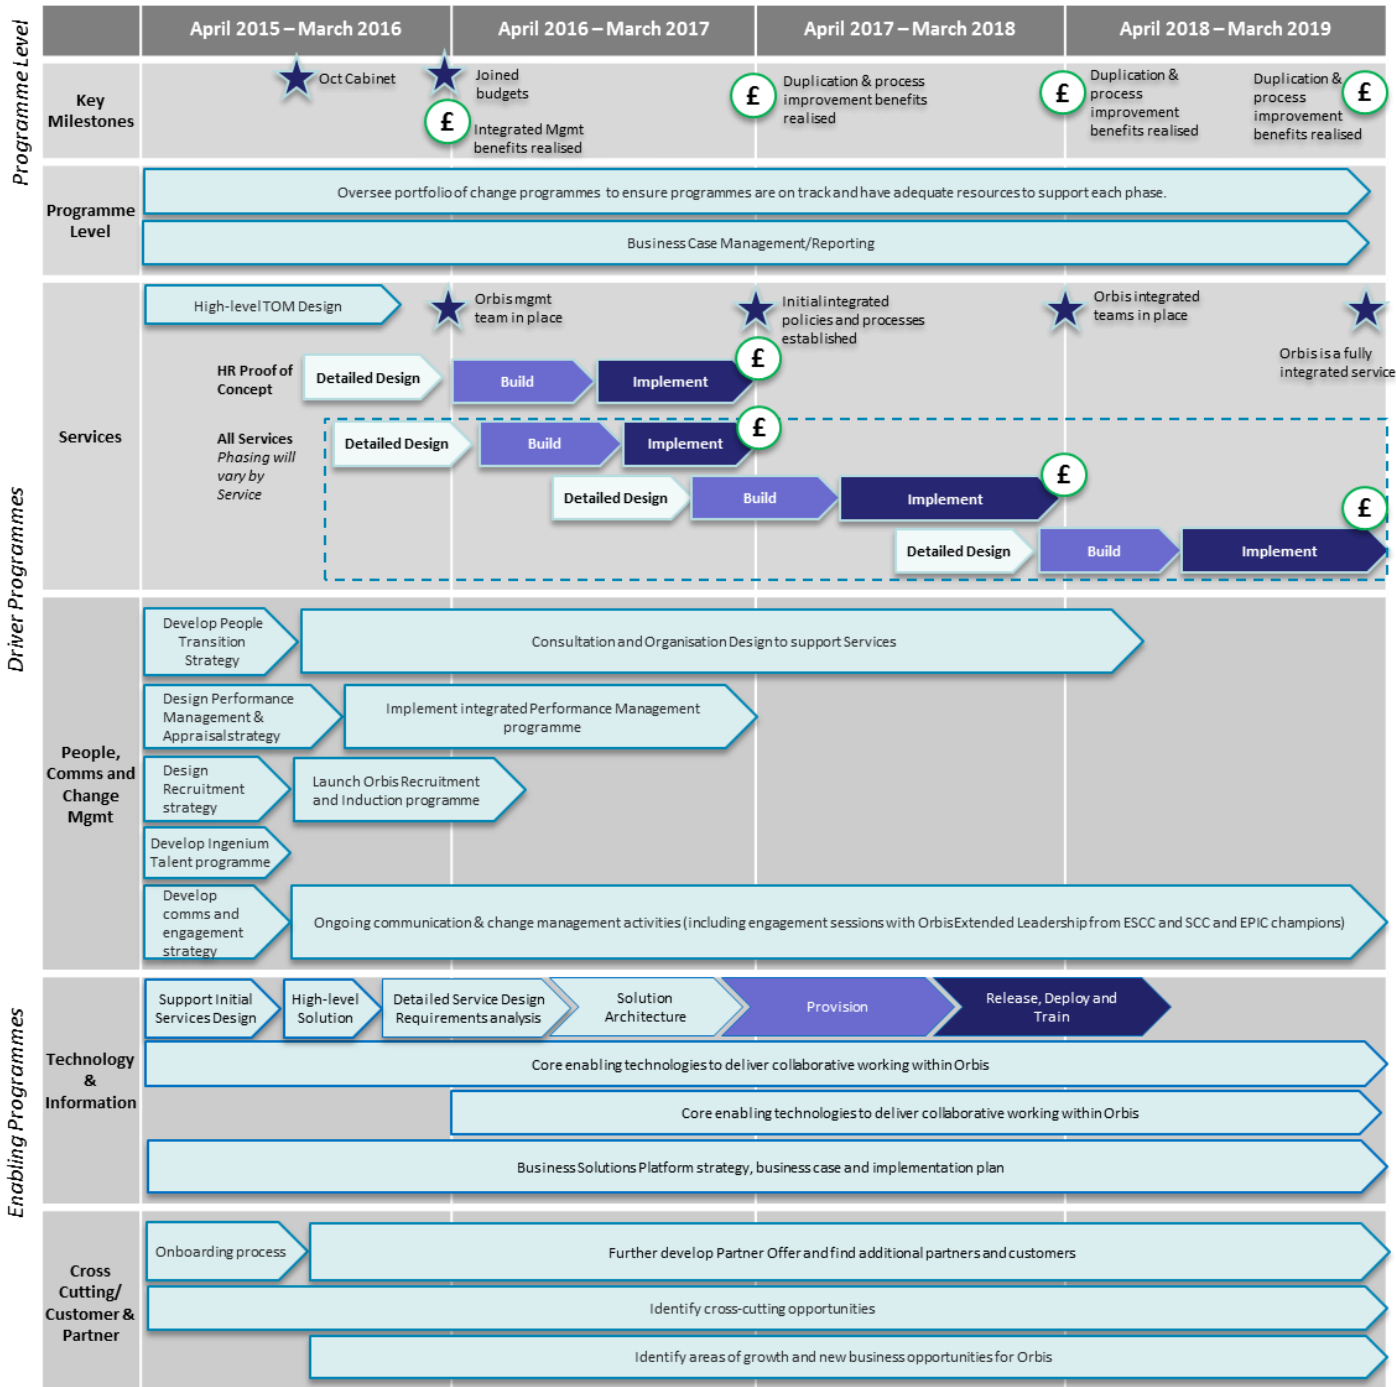 April 2015 – March 2016
April 2016 – March 2017
April 2017 – March 2018
April 2018 – March 2019
Programme Level
Key
Milestones
Oct Cabinet
Joined
budgets
£
Integrated Mgmt
benefits realised
£
Duplication & process
improvement benefits
realised
£
Duplication &
process
improvement
benefits realised
Duplication &
process
improvement
benefits realised
£
Programme
Level
Oversee portfolio of change programmes to ensure programmes are on track and have adequate resources to support each phase.
Business Case Management/Reporting
Driver Programmes
Services
High-level TOM Design
Orbis mgmt
team in place
Initial integrated
policies and processes
established
Orbis integrated
teams in place
Orbis is a fully
integrated service
HR Proof of
Concept
Detailed Design
Build
Implement
£
All Services
Phasing will
vary by
Service
Detailed Design
Build
Implement
£
Detailed Design
Build
Implement
£
Detailed Design
Build
Implement
£
People,
Comms and
Change
Mgmt
Develop People
Transition
Strategy
Consultation and Organisation Design to support Services
Design Performance
Management &
Appraisal strategy
Implement integrated Performance Management
programme
Design
Recruitment
strategy
Launch Orbis Recruitment
and Induction programme
Develop Ingenium
Talent programme
Develop
comms and
engagement
strategy
Ongoing communication & change management activities (including engagement sessions with Orbis Extended Leadership from ESCC and SCC and EPIC champions)
Enabling Programmes
Technology
&
Information
Support Initial
Services Design
High-level
Solution
Detailed Service Design
Requirements analysis
Solution
Architecture
Provision
Release, Deploy and
Train
Core enabling technologies to deliver collaborative working within Orbis
Core enabling technologies to deliver collaborative working within Orbis
Business Solutions Platform strategy, business case and implementation plan
Cross
Cutting/
Customer &
Partner
Onboarding process
Further develop Partner Offer and find additional partners and customers
Identify cross-cutting opportunities
Identify areas of growth and new business opportunities for Orbis